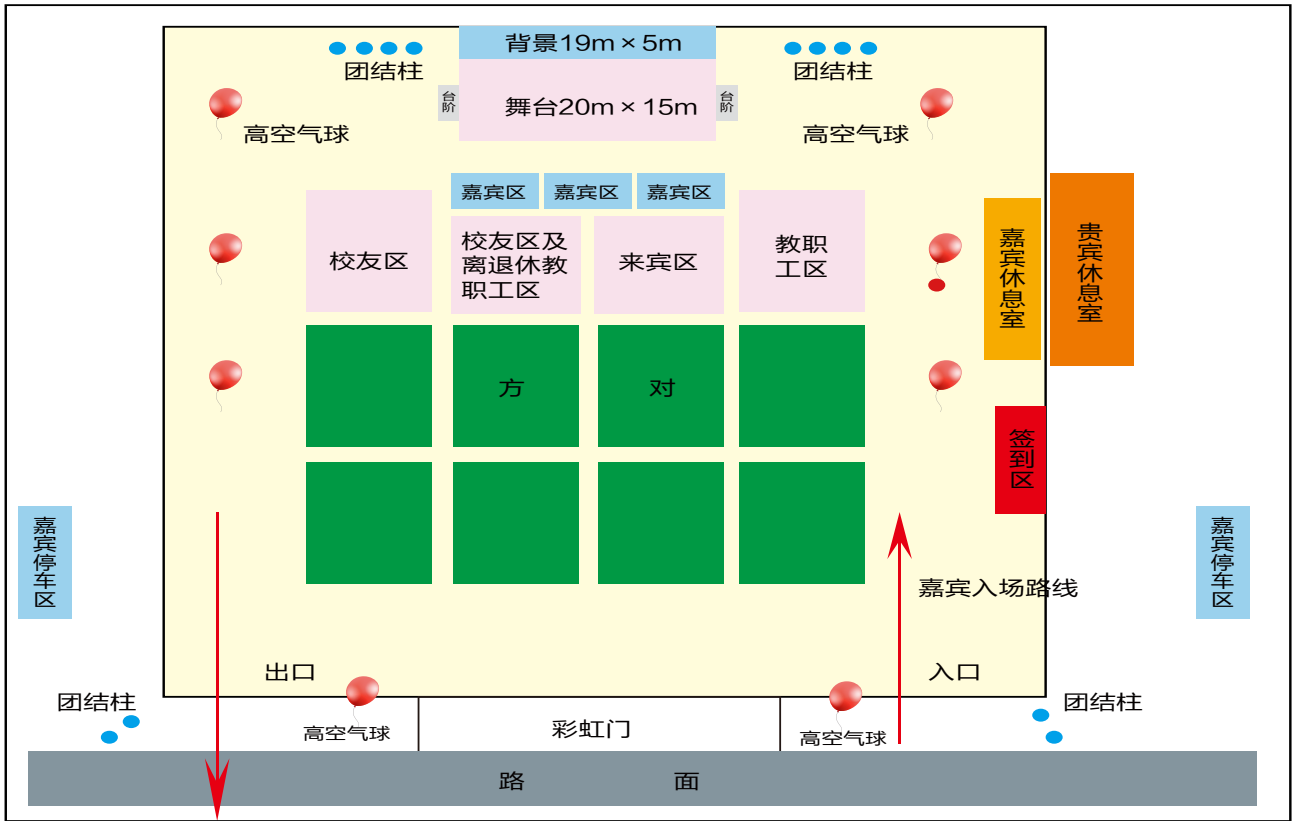 背景19m × 5m
团结柱
团结柱
台阶
舞台20m × 15m
台阶
高空气球
高空气球
嘉宾区
嘉宾区
嘉宾区
校友区
校友区及
离退休教
职工区
来宾区
教职
工区
嘉宾休息室
贵宾休息室
方
对
签到区
嘉宾停车区
嘉宾停车区
嘉宾入场路线
出口
入口
团结柱
团结柱
高空气球
彩虹门
高空气球
路 面